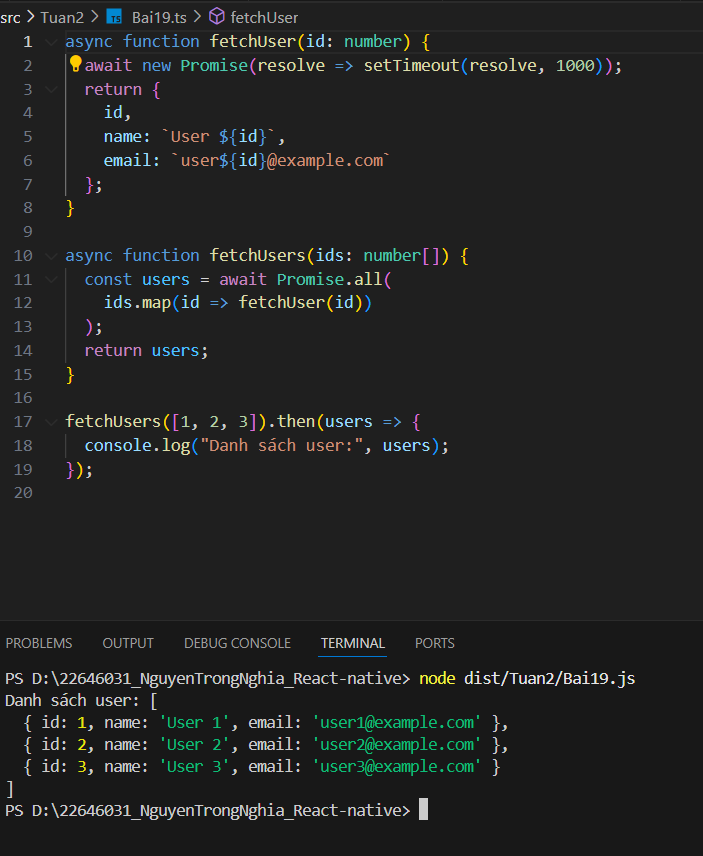 src > Tuan2 > TS Bai19.ts > fetchUser
1 async function fetchUser(id: number) {
2 await new Promise(resolve => setTimeout(resolve, 1000));
3 return {
4 id,
5 name: `User ${id}`,
6 email: `user${id}@example.com`
7 };
8 }
9
10 async function fetchUsers(ids: number[]) {
11 const users = await Promise.all(
12 ids.map(id => fetchUser(id))
13 );
14 return users;
15 }
16
17 fetchUsers([1, 2, 3]).then(users => {
18 console.log("Danh sách user:", users);
19 });
20
PROBLEMS OUTPUT DEBUG CONSOLE TERMINAL PORTS
PS D:\22646031_NguyenTrongNghia_React-native> node dist/Tuan2/Bai19.js
Danh sách user: [
{ id: 1, name: 'User 1', email: 'user1@example.com' },
{ id: 2, name: 'User 2', email: 'user2@example.com' },
{ id: 3, name: 'User 3', email: 'user3@example.com' }
]
PS D:\22646031_NguyenTrongNghia_React-native>